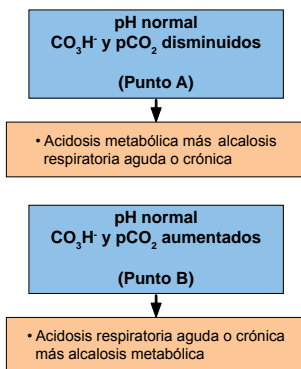 pH normal
CO₃H⁻ y pCO₂ disminuidos
(Punto A)
• Acidosis metabólica más alcalosis
respiratoria aguda o crónica
pH normal
CO₃H⁻ y pCO₂ aumentados
(Punto B)
• Acidosis respiratoria aguda o crónica
más alcalosis metabólica